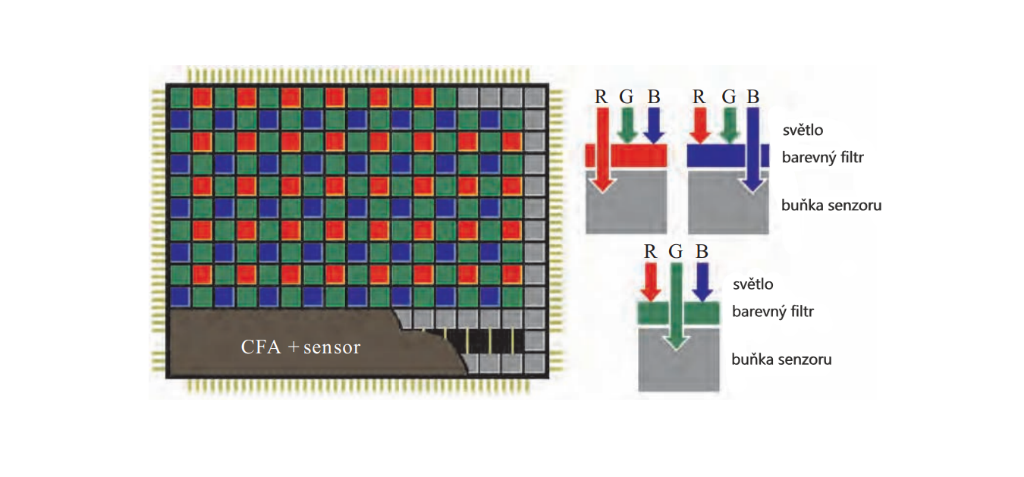 R G B R G B
světlo
barevný filtr
buňka senzoru
R G B
světlo
barevný filtr
buňka senzoru
CFA + sensor